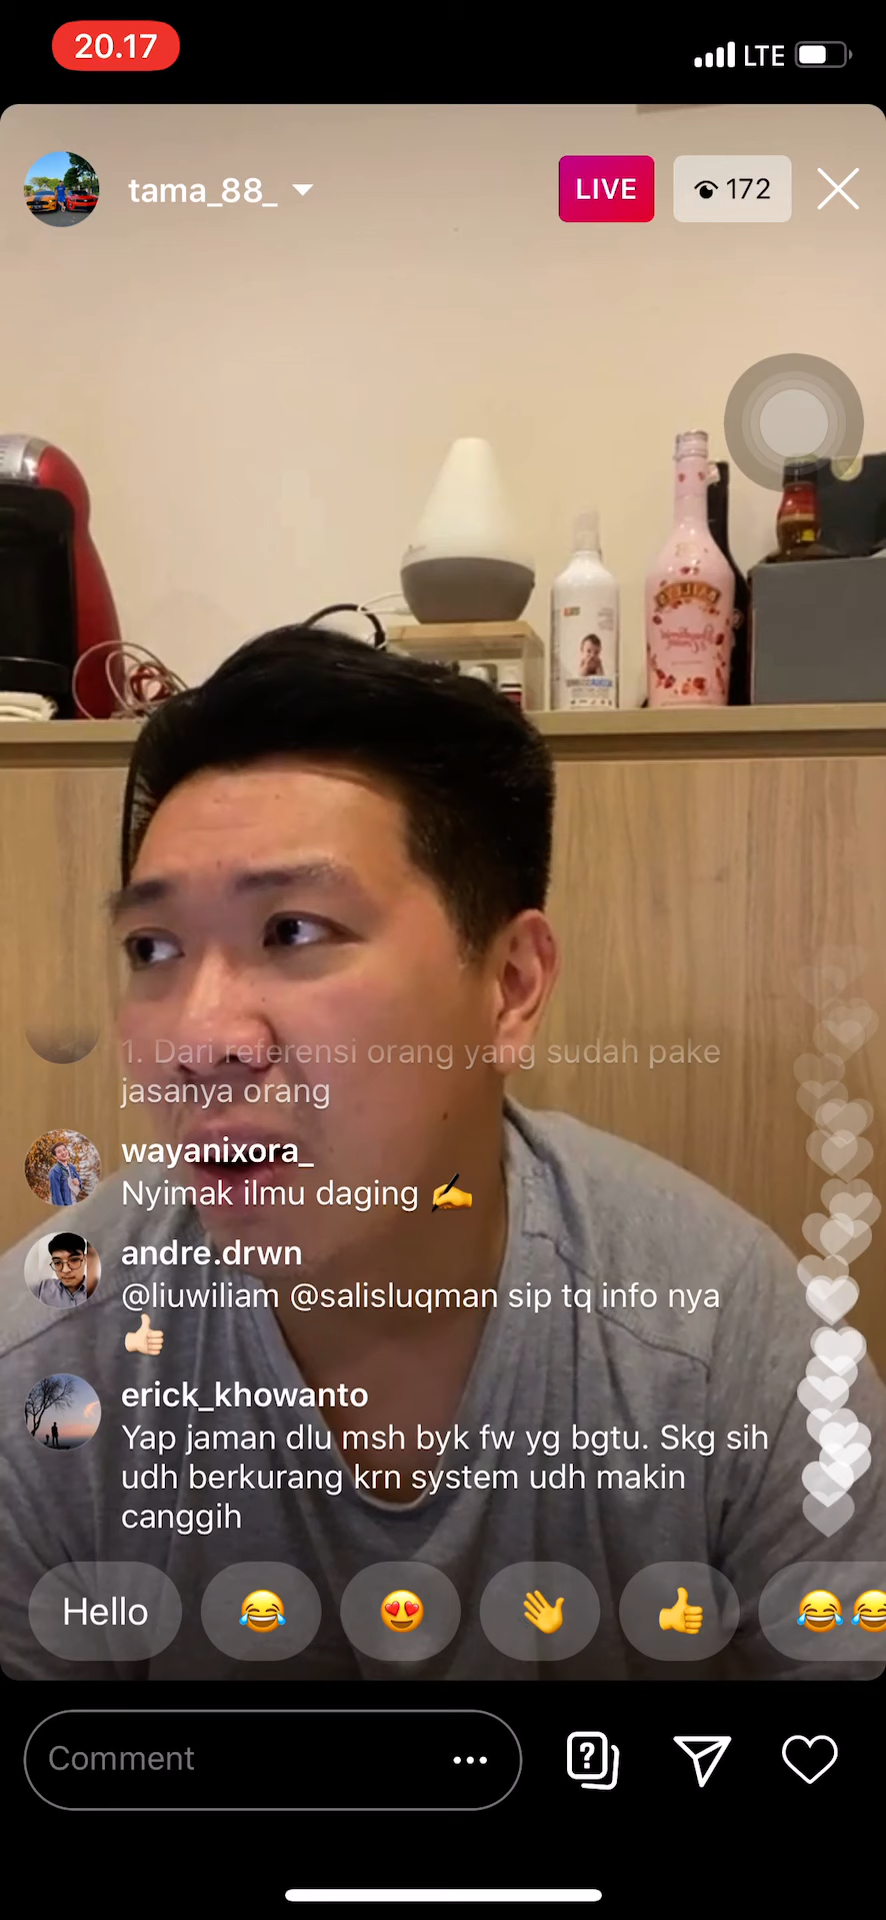 20.17
LTE
tama_88_
LIVE
172
1. Dari referensi orang yang sudah pake
jasanya orang
wayanixora_
Nyimak ilmu daging ✍️
andre.drwn
@liuwiliam @salisluqman sip tq info nya
👍🏻
erick_khowanto
Yap jaman dlu msh byk fw yg bgtu. Skg sih
udh berkurang krn system udh makin
canggih
Hello 😂 😍 👋 👍 😂😂
Comment